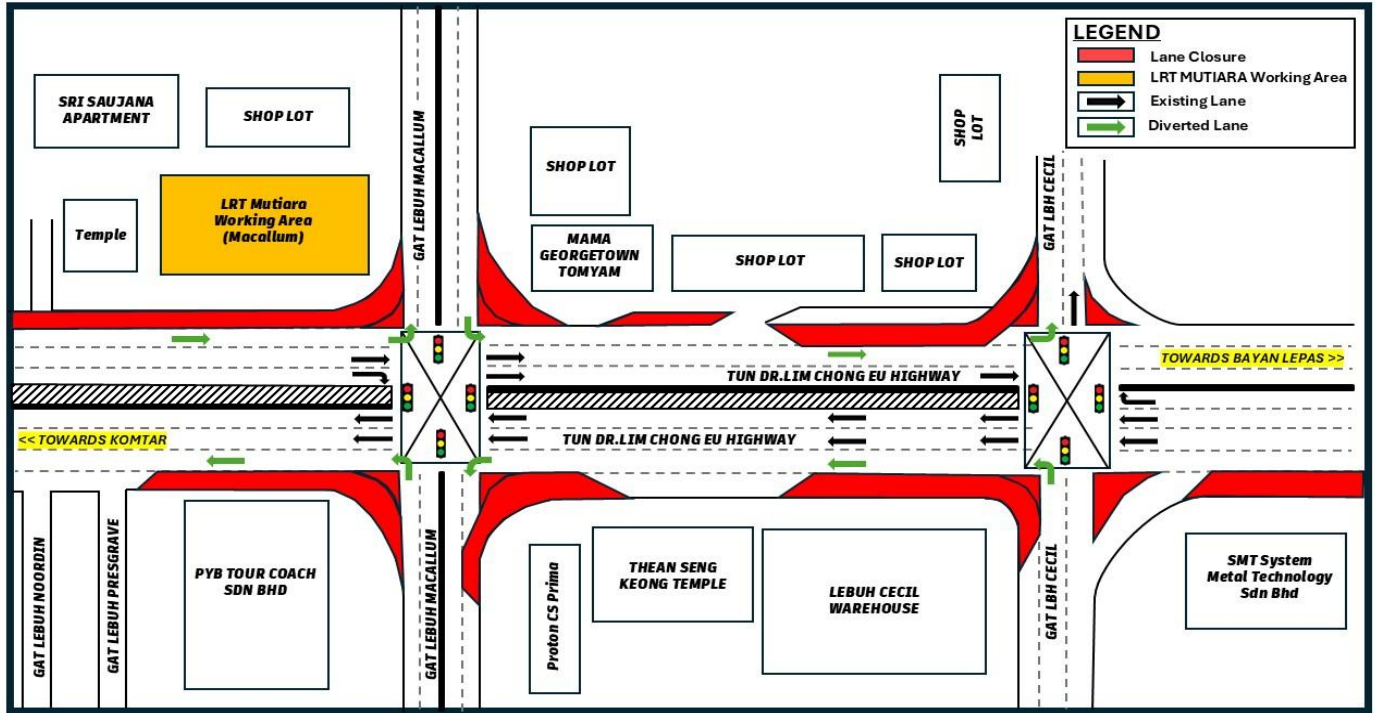 LEGEND
Lane Closure
LRT MUTIARA Working Area
Existing Lane
Diverted Lane
SRI SAUJANA
APARTMENT
SHOP LOT
GAT LEBUH MACALLUM
SHOP LOT
SHOP
LOT
GAT LBH CECIL
Temple
LRT Mutiara
Working Area
(Macallum)
MAMA
GEORGETOWN
TOMYAM
SHOP LOT
SHOP LOT
TOWARDS BAYAN LEPAS >>
TUN DR.LIM CHONG EU HIGHWAY
<< TOWARDS KOMTAR
TUN DR.LIM CHONG EU HIGHWAY
GAT LEBUH NOORDIN
GAT LEBUH PRESGRAVE
PYB TOUR COACH
SDN BHD
GAT LEBUH MACALLUM
Proton CS Prima
THEAN SENG
KEONG TEMPLE
LEBUH CECIL
WAREHOUSE
GAT LBH CECIL
SMT System
Metal Technology
Sdn Bhd